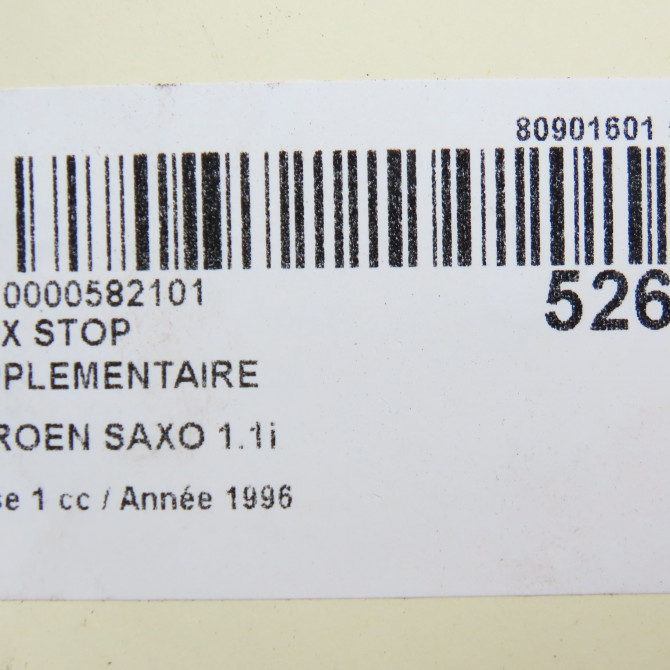 80901601
0000582101
526
X STOP
PLEMENTAIRE
ROEN SAXO 1.1i
se 1 cc / Année 1996